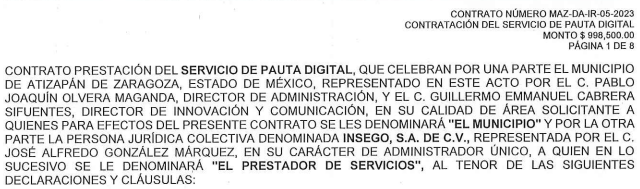 CONTRATO NÚMERO MAZ-DA-IR-05-2023
CONTRATACIÓN DEL SERVICIO DE PAUTA DIGITAL
MONTO $ 998,500.00
PÁGINA 1 DE 8
CONTRATO PRESTACIÓN DEL SERVICIO DE PAUTA DIGITAL, QUE CELEBRAN POR UNA PARTE EL MUNICIPIO
DE ATIZAPÁN DE ZARAGOZA, ESTADO DE MÉXICO, REPRESENTADO EN ESTE ACTO POR EL C. PABLO
JOAQUÍN OLVERA MAGANDA, DIRECTOR DE ADMINISTRACIÓN, Y EL C. GUILLERMO EMMANUEL CABRERA
SIFUENTES, DIRECTOR DE INNOVACIÓN Y COMUNICACIÓN, EN SU CALIDAD DE ÁREA SOLICITANTE A
QUIENES PARA EFECTOS DEL PRESENTE CONTRATO SE LES DENOMINARÁ "EL MUNICIPIO" Y POR LA OTRA
PARTE LA PERSONA JURÍDICA COLECTIVA DENOMINADA INSEGO, S.A. DE C.V., REPRESENTADA POR EL C.
JOSÉ ALFREDO GONZÁLEZ MÁRQUEZ, EN SU CARÁCTER DE ADMINISTRADOR ÚNICO, A QUIEN EN LO
SUCESIVO SE LE DENOMINARÁ "EL PRESTADOR DE SERVICIOS", AL TENOR DE LAS SIGUIENTES
DECLARACIONES Y CLÁUSULAS: